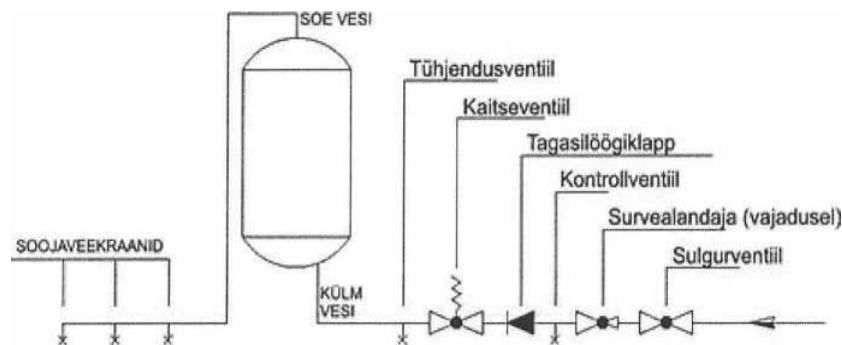 SOE VESI
Tühjendusventiil
Kaitseventiil
Tagasilöögiklapp
Kontrollventiil
Survealandaja (vajadusel)
Sulgurventiil
SOOJAVEEKRAANID
KÜLM
VESI